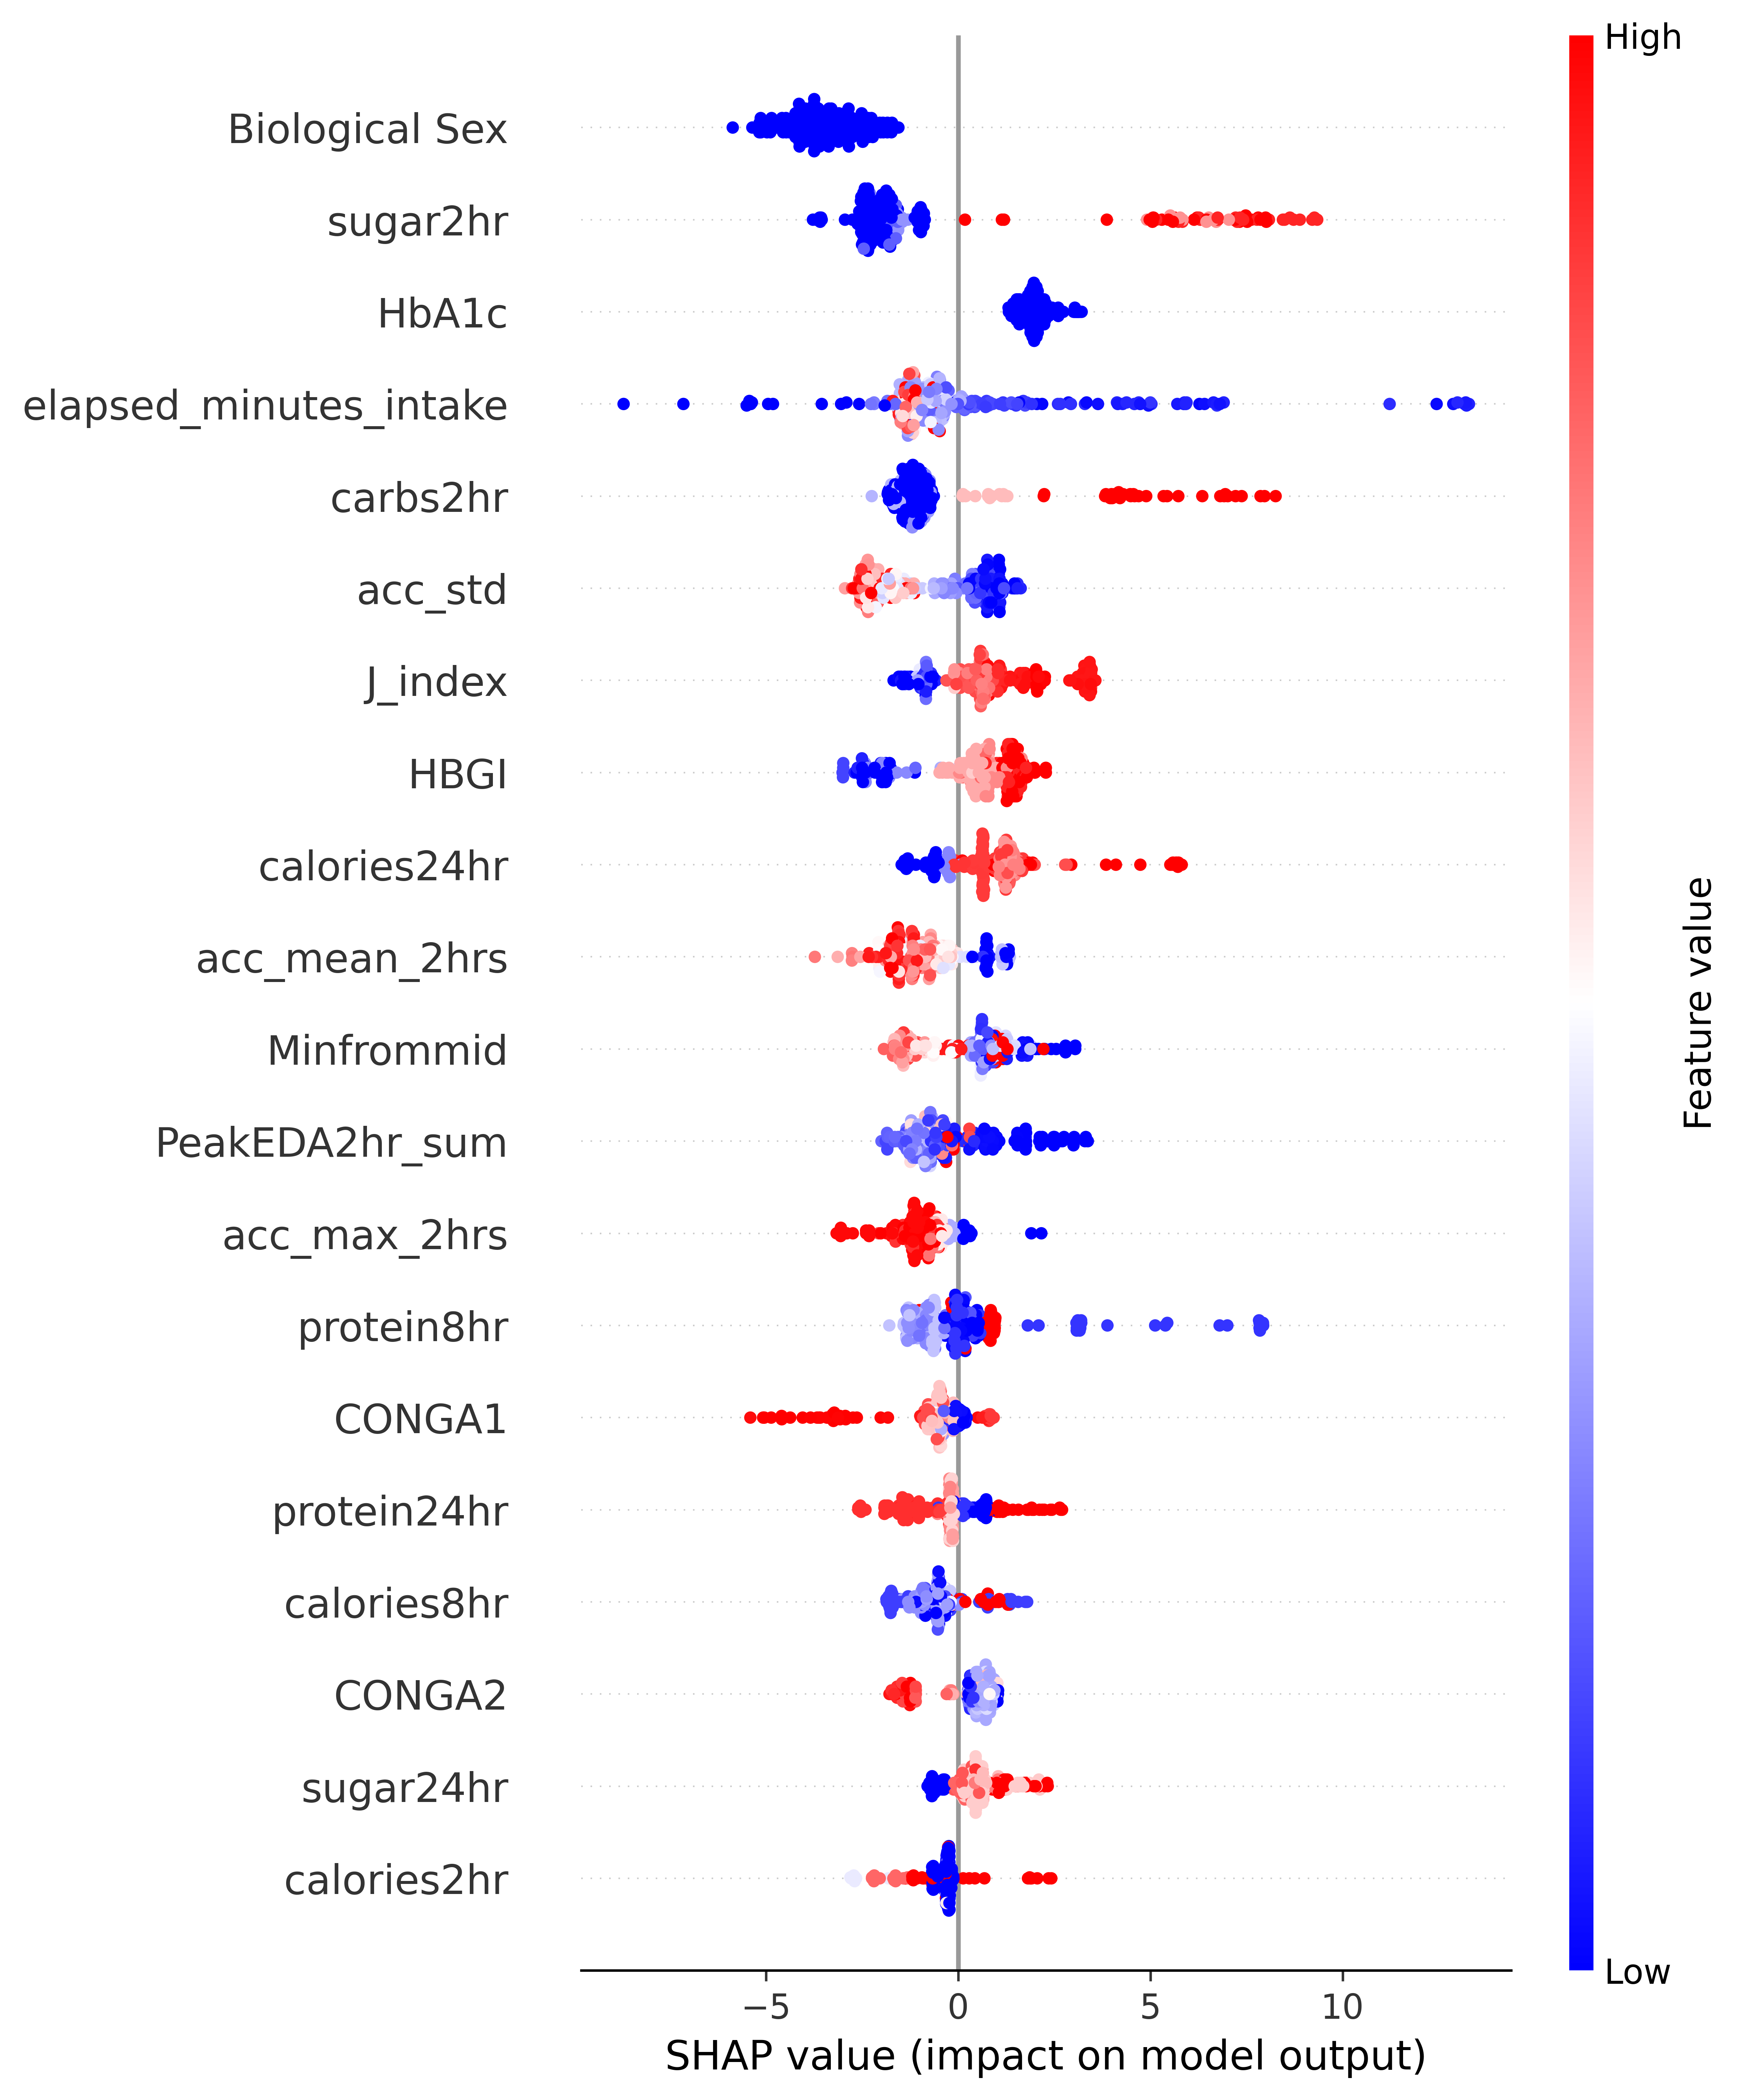 High
Biological Sex
sugar2hr
HbA1c
elapsed_minutes_intake
carbs2hr
acc_std
J_index
HBGI
calories24hr
acc_mean_2hrs
Minfrommid
PeakEDA2hr_sum
acc_max_2hrs
protein8hr
CONGA1
protein24hr
calories8hr
CONGA2
sugar24hr
calories2hr
Feature value
Low
−5 0 5 10
SHAP value (impact on model output)